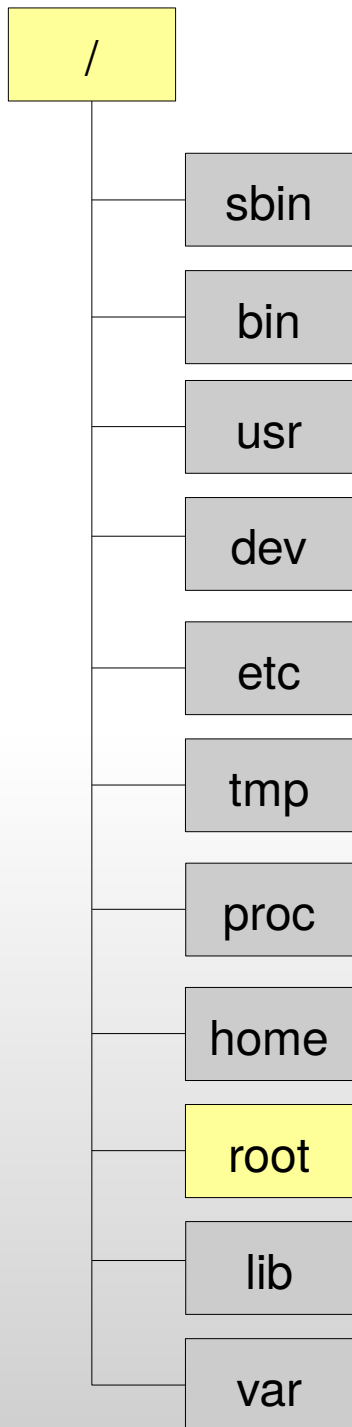 /
sbin
bin
usr
dev
etc
tmp
proc
home
root
lib
var